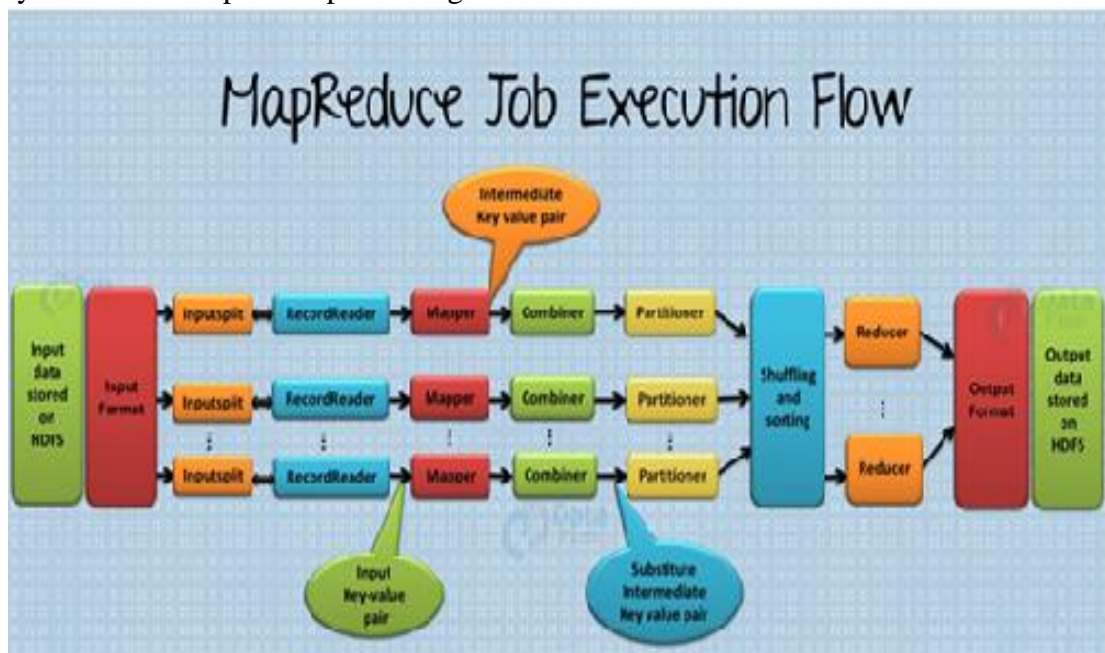 MapReduce Job Execution Flow
Intermediate
Key value pair
Input
data
stored
on
HDFS
Input
Format
Inputsplit
RecordReader
Mapper
Combiner
Partitioner
Inputsplit
RecordReader
Mapper
Combiner
Partitioner
Inputsplit
RecordReader
Mapper
Combiner
Partitioner
Shuffling
and
sorting
Reducer
Reducer
Output
Format
Output
data
stored
on
HDFS
Input
Key-value
pair
Substiture
Intermediate
Key value pair
Data